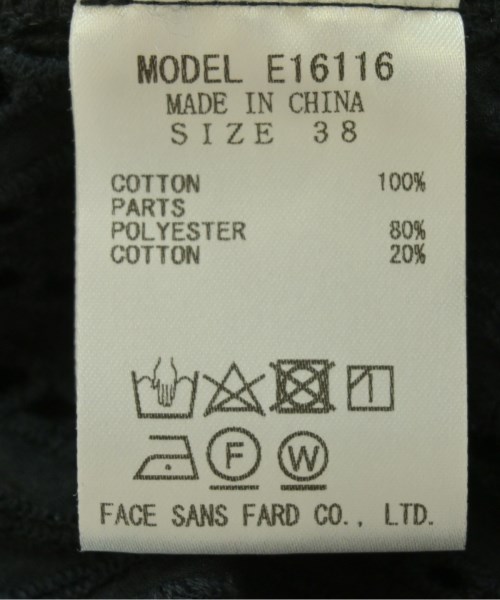 MODEL E16116
MADE IN CHINA
SIZE 38
COTTON 100%
PARTS
POLYESTER 80%
COTTON 20%
F W
FACE SANS FARD CO., LTD.